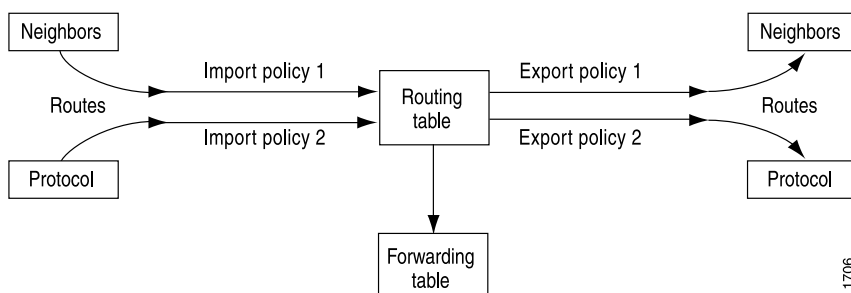 Neighbors
Neighbors
Import policy 1
Export policy 1
Routes
Routing
table
Routes
Import policy 2
Export policy 2
Protocol
Protocol
Forwarding
table
1706